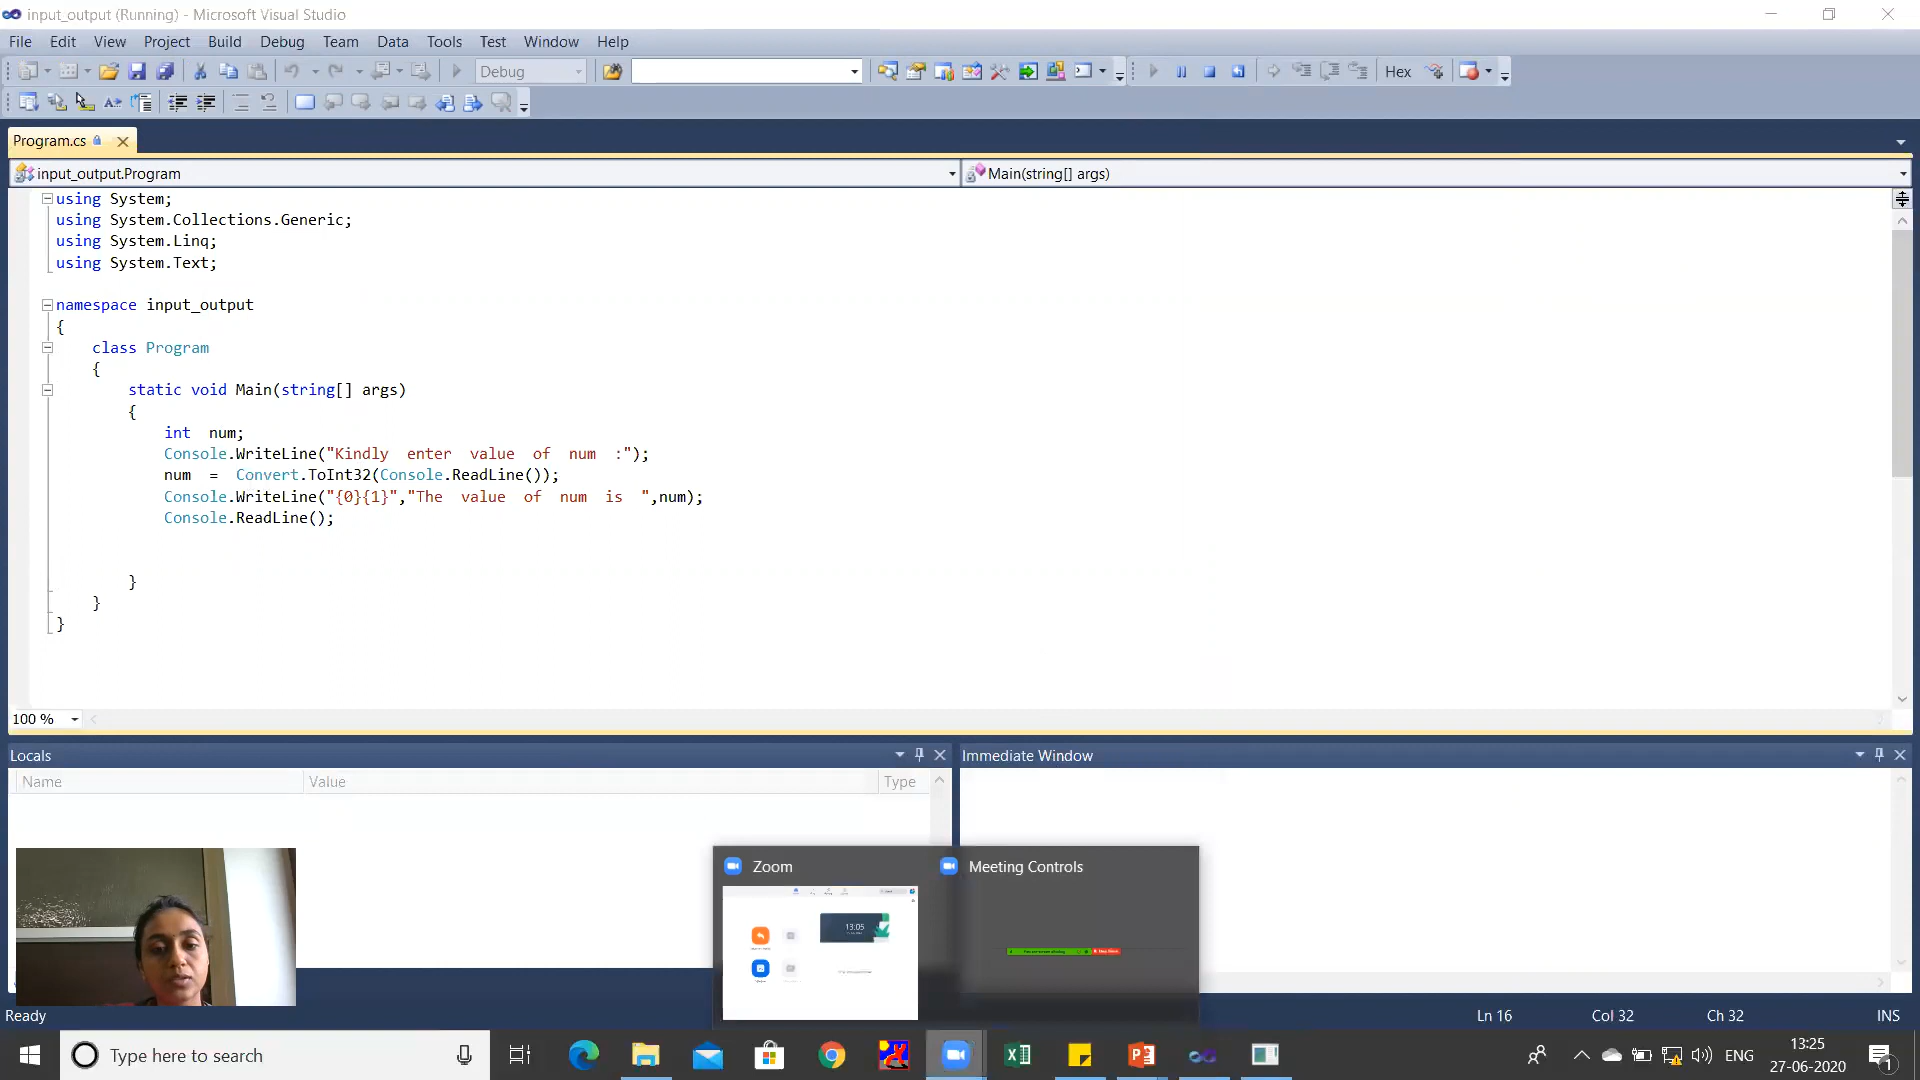 input_output (Running) - Microsoft Visual Studio
File Edit View Project Build Debug Team Data Tools Test Window Help
Debug
Hex
Program.cs
input_output.Program
Main(string[] args)
using System;
using System.Collections.Generic;
using System.Linq;
using System.Text;
namespace input_output
{
class Program
{
static void Main(string[] args)
{
int num;
Console.WriteLine("Kindly enter value of num :");
num = Convert.ToInt32(Console.ReadLine());
Console.WriteLine("{0}{1}","The value of num is ",num);
Console.ReadLine();
}
}
}
100 %
Locals
Immediate Window
Name Value Type
Zoom
Meeting Controls
13:05
Ready
Ln 16 Col 32 Ch 32 INS
Type here to search
ENG
13:25
27-06-2020
1